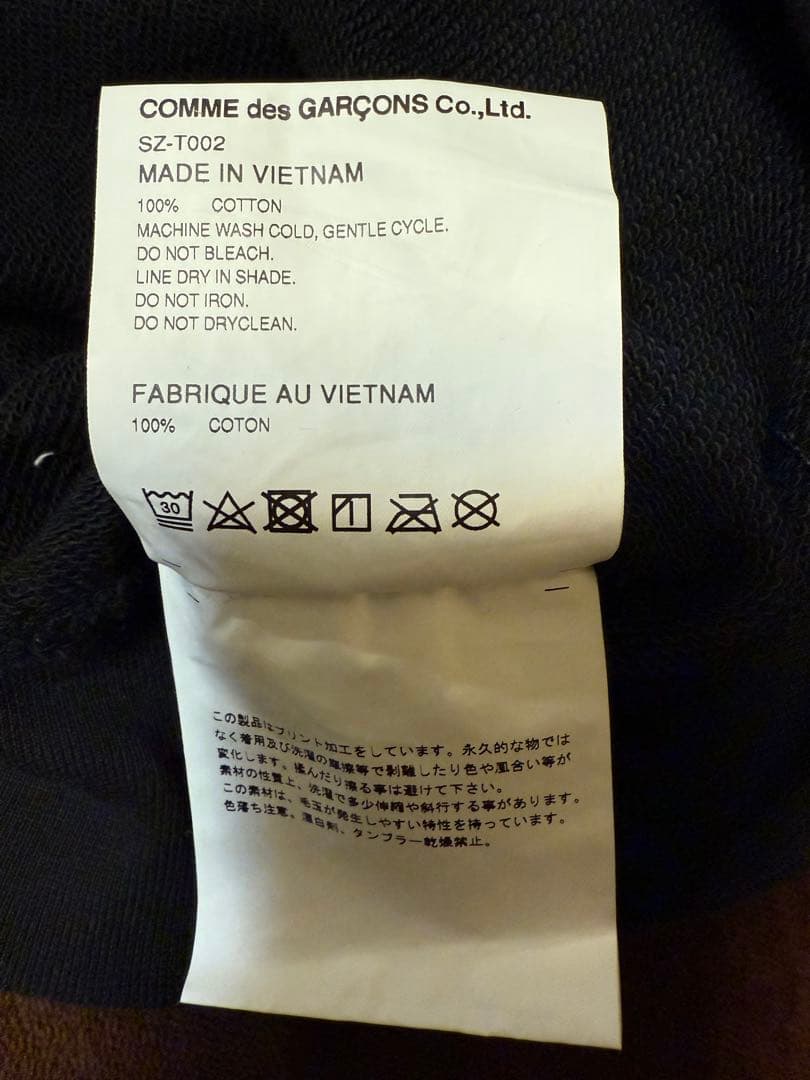 COMME des GARÇONS Co.,Ltd.
SZ-T002
MADE IN VIETNAM
100% COTTON
MACHINE WASH COLD, GENTLE CYCLE.
DO NOT BLEACH.
LINE DRY IN SHADE.
DO NOT IRON.
DO NOT DRYCLEAN.
FABRIQUE AU VIETNAM
100% COTON
30
この製品はプリント加工をしています。永久的な物では
なく着用及び洗濯の摩擦等で剥離したり色や風合い等が
変化します。揉んだり擦る事は避けて下さい。
素材の性質上、洗濯で多少伸縮や斜行する事があります。
この素材は、毛玉が発生しやすい特性を持っています。
色落ち注意。漂白剤、タンブラー乾燥禁止。